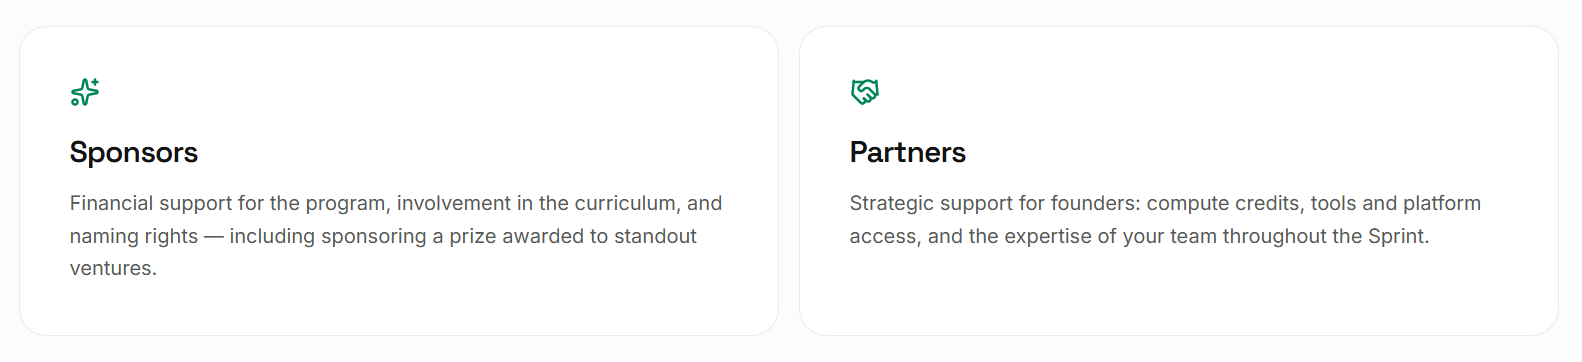 Sponsors
Financial support for the program, involvement in the curriculum, and
naming rights — including sponsoring a prize awarded to standout
ventures.
Partners
Strategic support for founders: compute credits, tools and platform
access, and the expertise of your team throughout the Sprint.